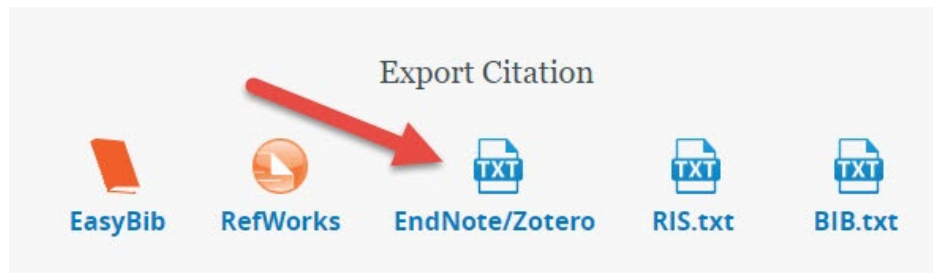 Export Citation
TXT TXT TXT
EasyBib RefWorks EndNote/Zotero RIS.txt BIB.txt